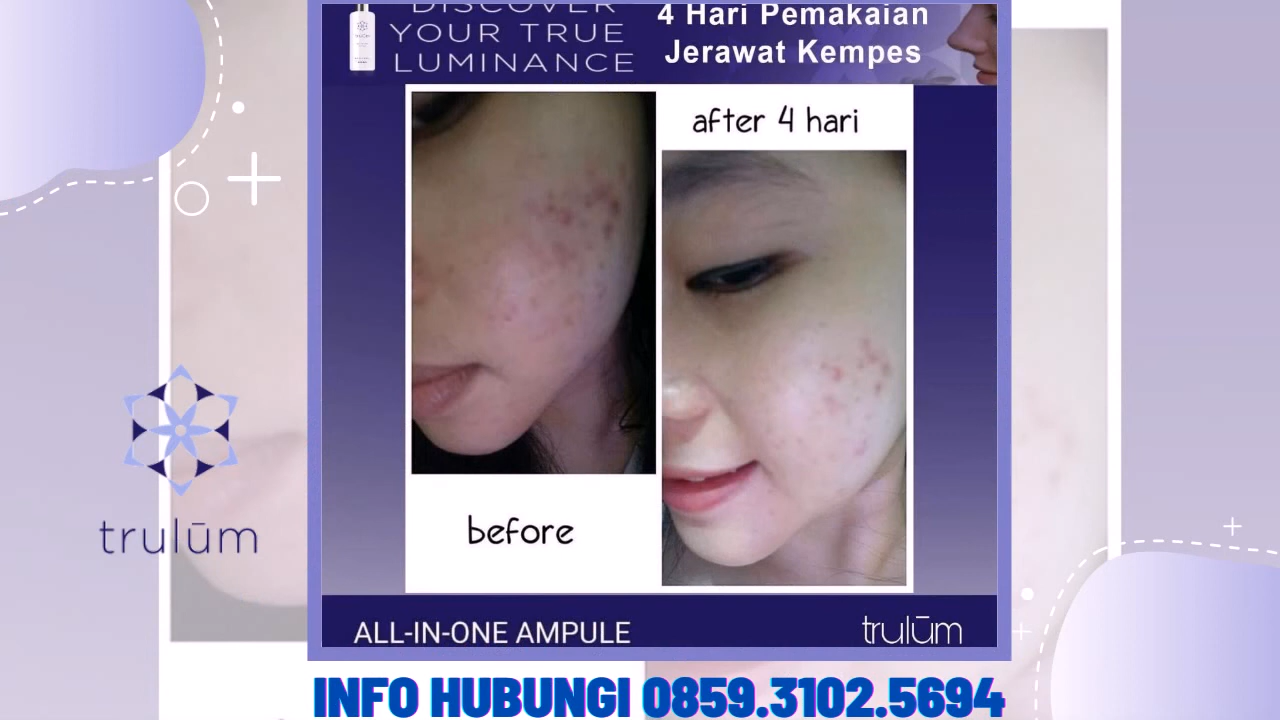 DISCOVER
YOUR TRUE
LUMINANCE
4 Hari Pemakaian
Jerawat Kempes
after 4 hari
before
trulūm
ALL-IN-ONE AMPULE
trulūm
INFO HUBUNGI 0859.3102.5694